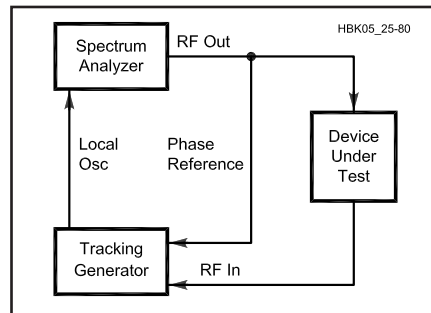 HBK05_25-80
Spectrum
Analyzer
RF Out
Local
Osc
Phase
Reference
Device
Under
Test
Tracking
Generator
RF In